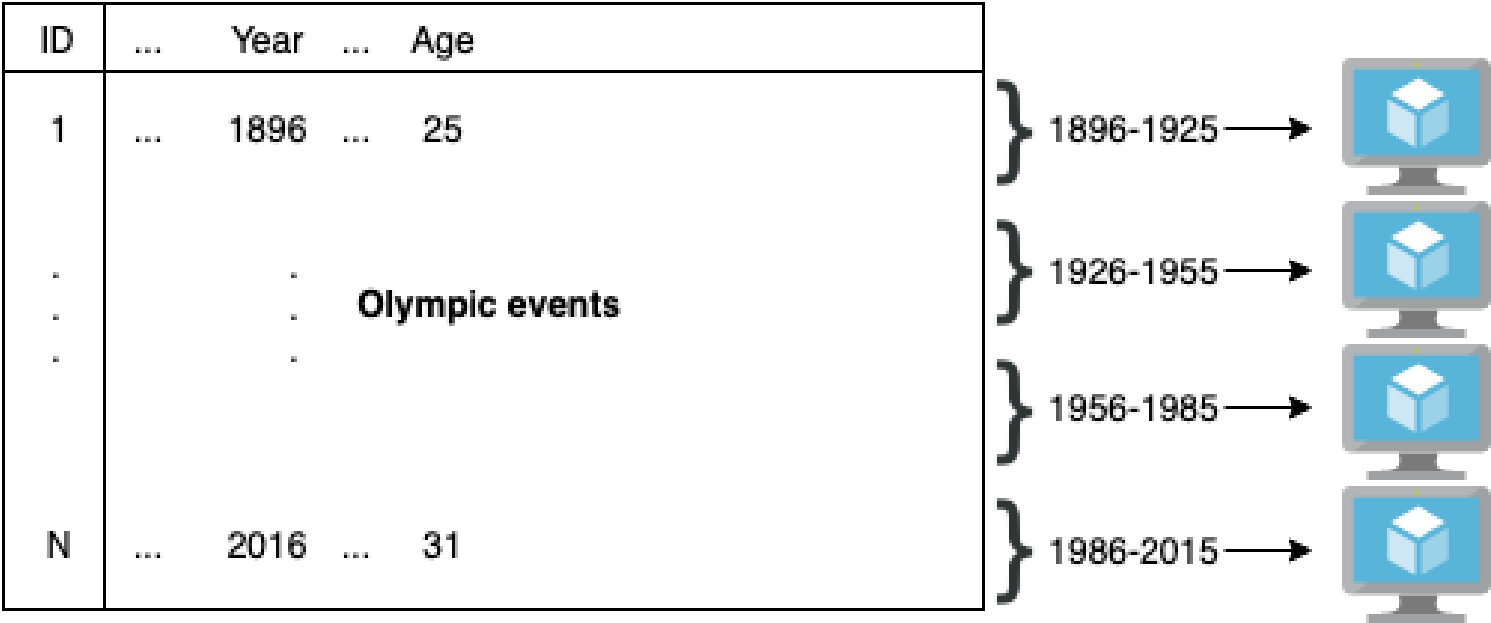 ID ... Year ... Age
1 ... 1896 ... 25
1896-1925
1926-1955
. .
. . Olympic events
. .
1956-1985
N ... 2016 ... 31
1986-2015